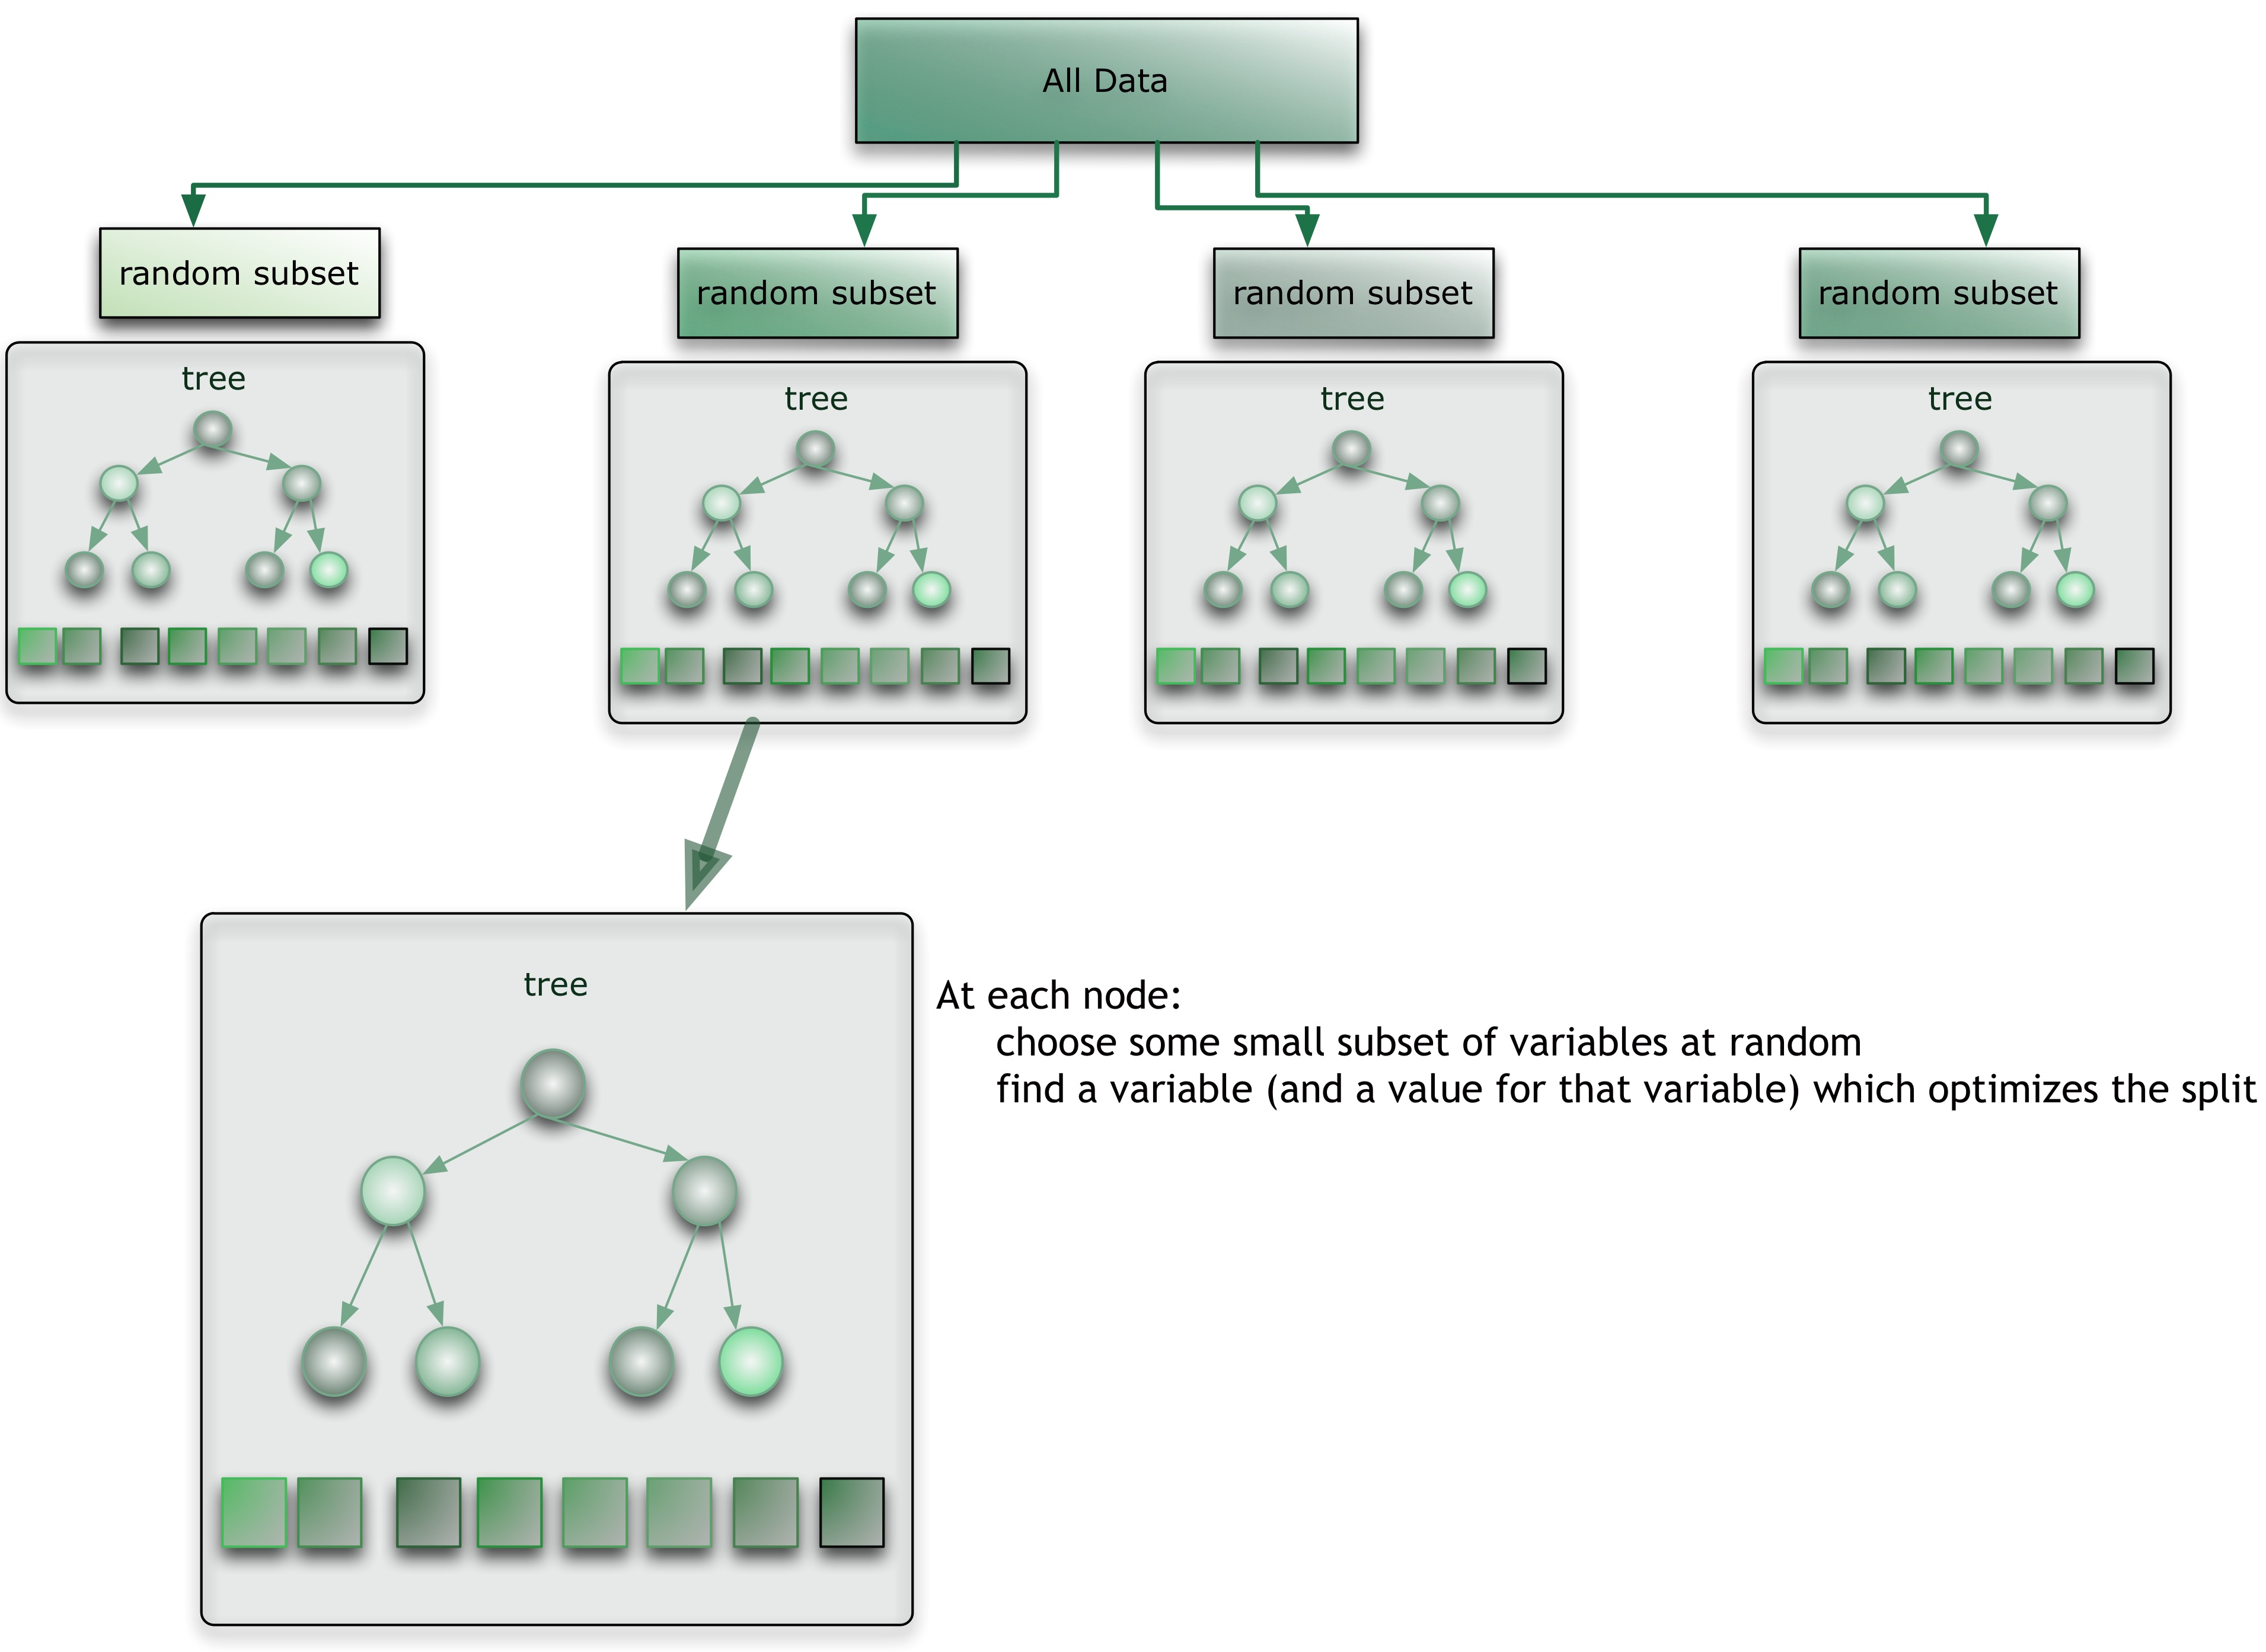 All Data
random subset
random subset
random subset
random subset
tree
tree
tree
tree
tree
At each node:
choose some small subset of variables at random
find a variable (and a value for that variable) which optimizes the split